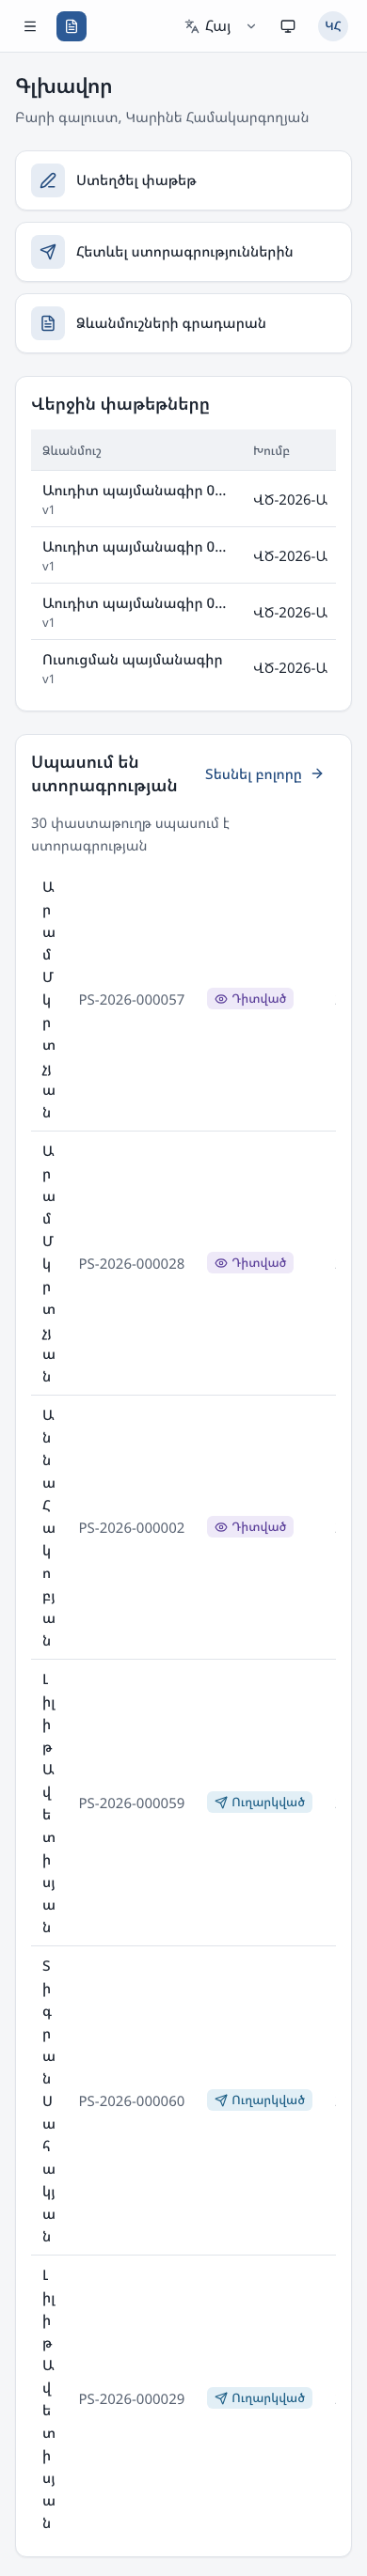 Հայ
ԿՀ
Գլխավոր
Բարի գալուստ, Կարինե Համակարգողյան
Ստեղծել փաթեթ
Հետևել ստորագրություններին
Ձևանմուշների գրադարան
Վերջին փաթեթները
Ձևանմուշ Խումբ
Աուդիտ պայմանագիր 0... ՎԾ-2026-Ա
v1
Աուդիտ պայմանագիր 0... ՎԾ-2026-Ա
v1
Աուդիտ պայմանագիր 0... ՎԾ-2026-Ա
v1
Ուսուցման պայմանագիր ՎԾ-2026-Ա
v1
Սպասում են
ստորագրության
Տեսնել բոլորը
30 փաստաթուղթ սպասում է
ստորագրության
Արամ Մկրտչյան PS-2026-000057 Դիտված
Արամ Մկրտչյան PS-2026-000028 Դիտված
Աննա Հակոբյան PS-2026-000002 Դիտված
Լիլիթ Ավետիսյան PS-2026-000059 Ուղարկված
Տիգրան Սահակյան PS-2026-000060 Ուղարկված
Լիլիթ Ավետիսյան PS-2026-000029 Ուղարկված